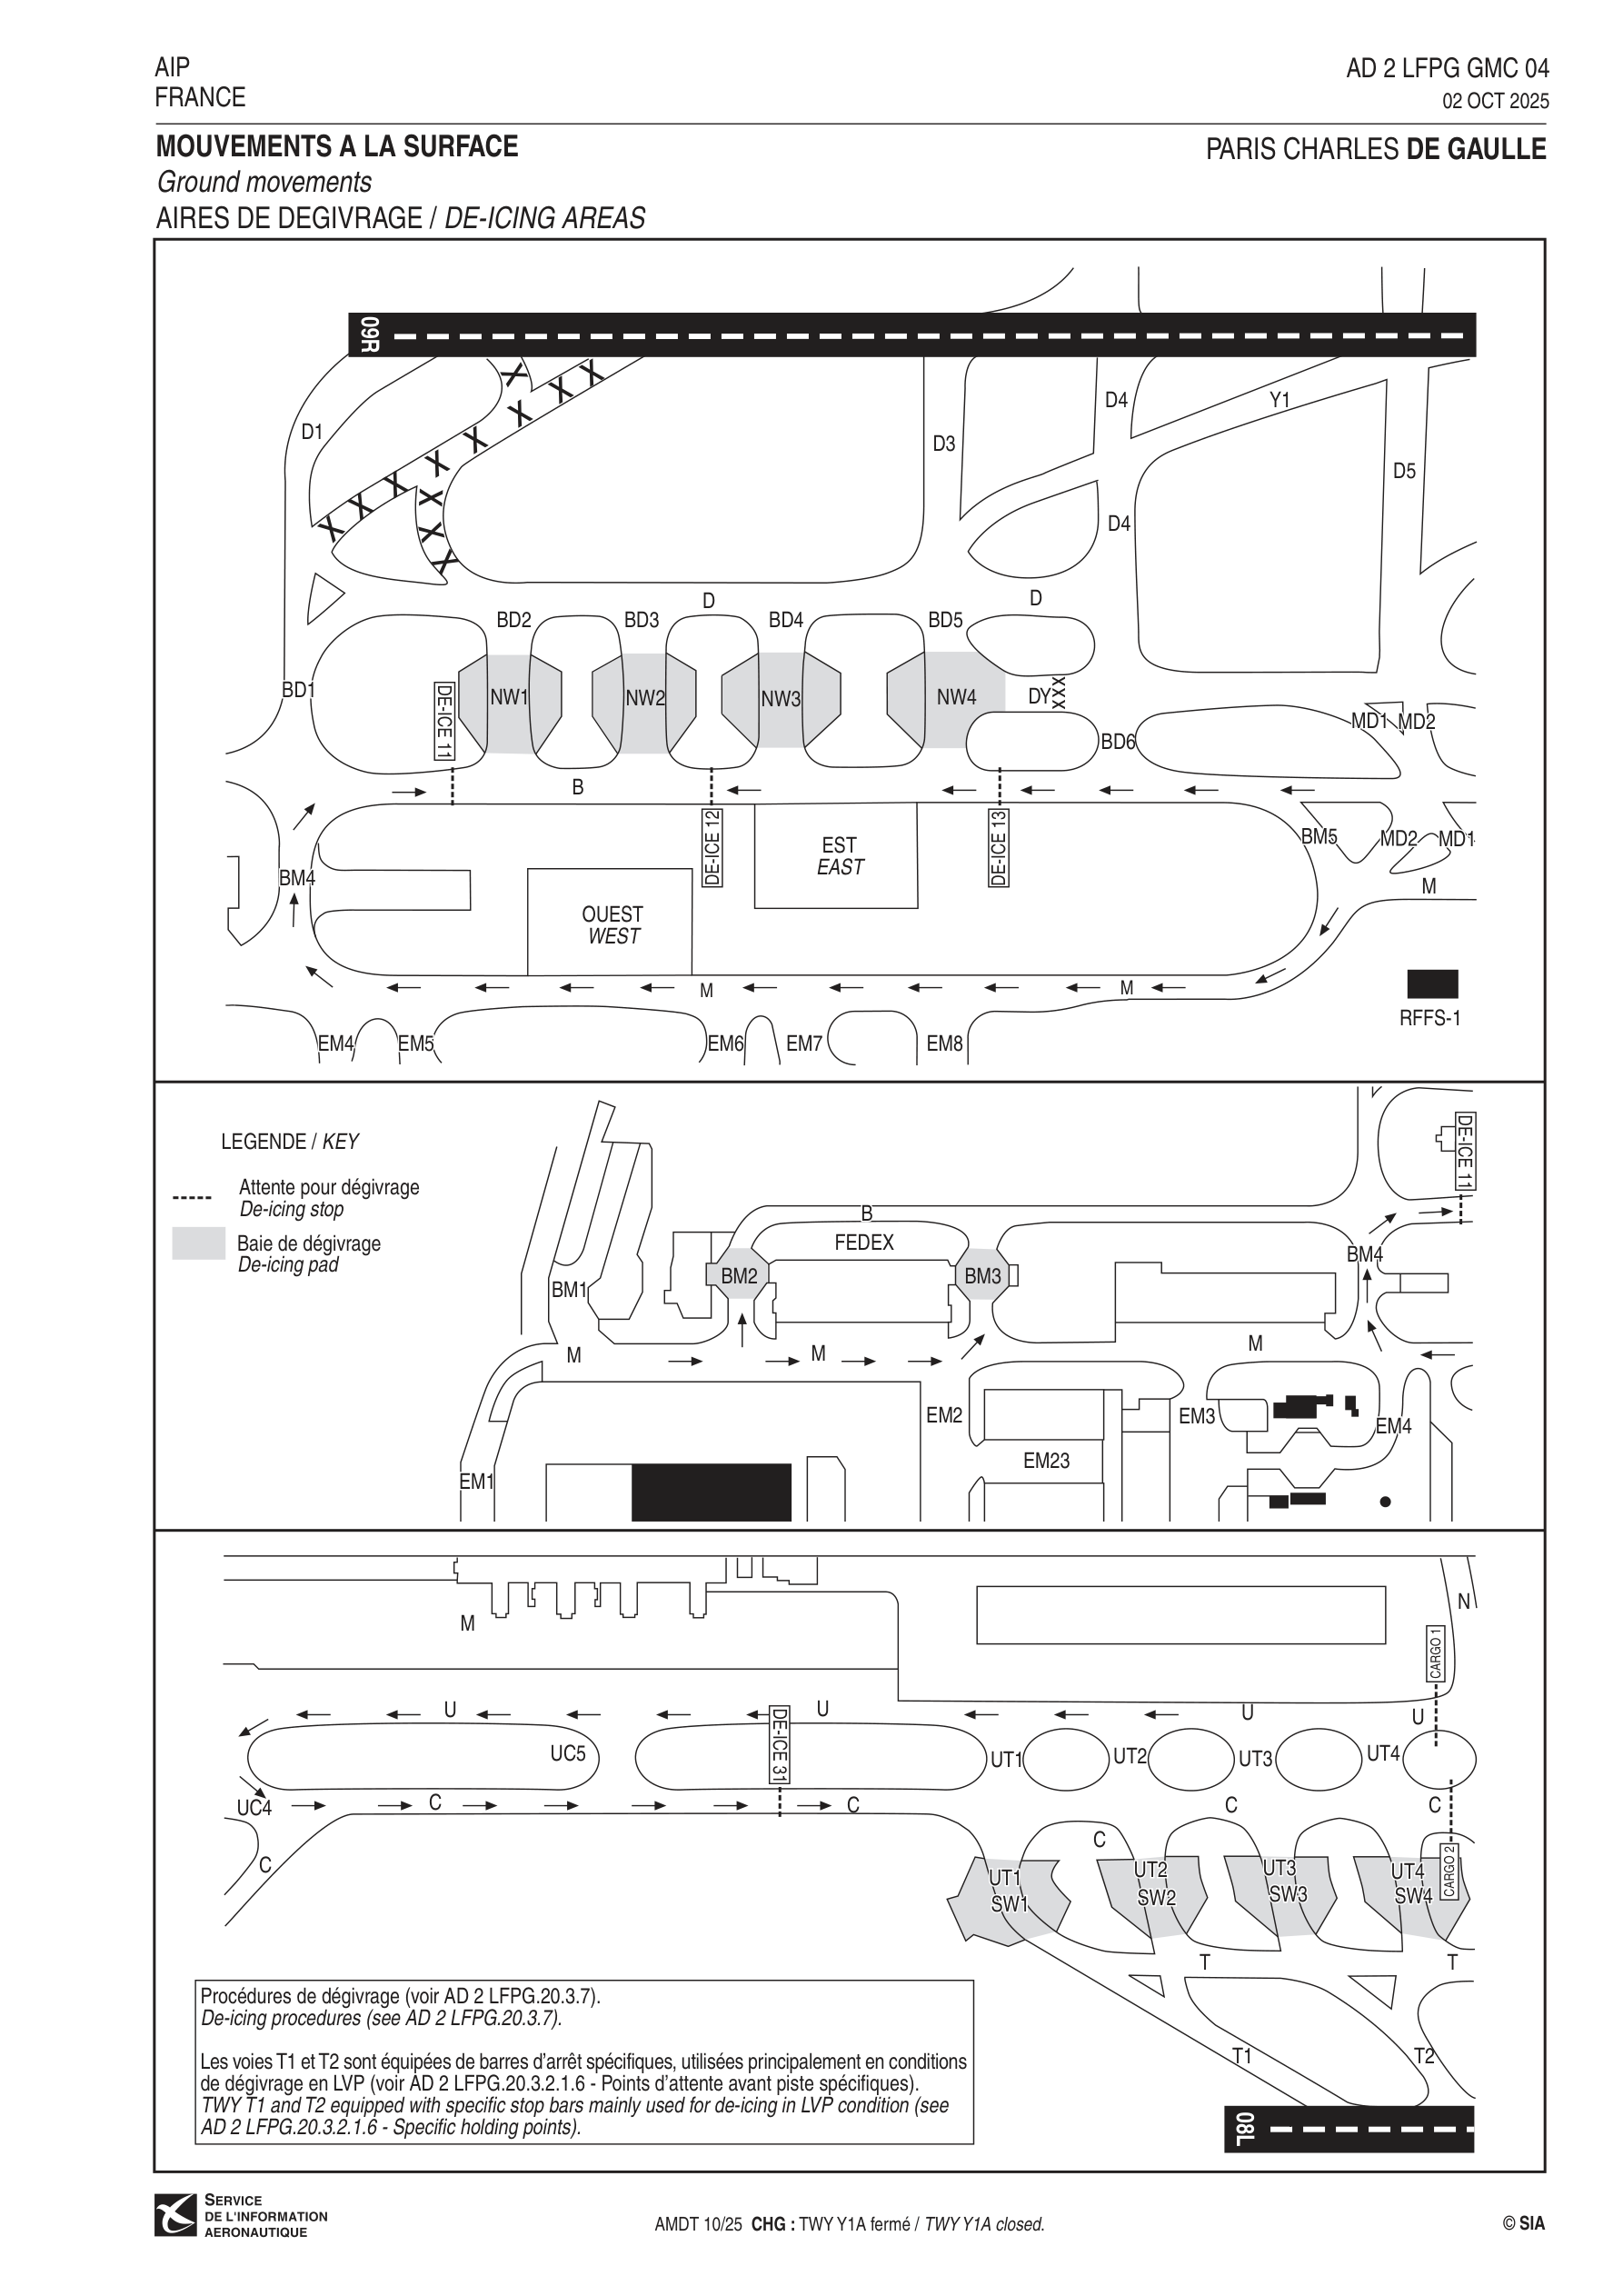 AIP
FRANCE
AD 2 LFPG GMC 04
02 OCT 2025
MOUVEMENTS A LA SURFACE
Ground movements
PARIS CHARLES DE GAULLE
AIRES DE DEGIVRAGE / DE-ICING AREAS
09R
D1
D3
D4
Y1
D5
D4
D
D
BD2
BD3
BD4
BD5
BD1
DE-ICE 11
NW1
NW2
NW3
NW4
DY
XXX
BD6
MD1
MD2
B
DE-ICE 12
DE-ICE 13
EST
EAST
BM5
MD2
MD1
BM4
M
OUEST
WEST
M
M
RFFS-1
EM4
EM5
EM6
EM7
EM8
LEGENDE / KEY
Attente pour dégivrage
De-icing stop
Baie de dégivrage
De-icing pad
DE-ICE 11
B
FEDEX
BM1
BM2
BM3
BM4
M
M
M
EM1
EM2
EM23
EM3
EM4
M
N
CARGO 1
U
U
U
U
DE-ICE 31
UC5
UT1
UT2
UT3
UT4
UC4
C
C
C
C
C
C
UT1
SW1
UT2
SW2
UT3
SW3
UT4
SW4
CARGO 2
T
T
T1
T2
08L
Procédures de dégivrage (voir AD 2 LFPG.20.3.7).
De-icing procedures (see AD 2 LFPG.20.3.7).
Les voies T1 et T2 sont équipées de barres d'arrêt spécifiques, utilisées principalement en conditions
de dégivrage en LVP (voir AD 2 LFPG.20.3.2.1.6 - Points d'attente avant piste spécifiques).
TWY T1 and T2 equipped with specific stop bars mainly used for de-icing in LVP condition (see
AD 2 LFPG.20.3.2.1.6 - Specific holding points).
SERVICE
DE L'INFORMATION
AERONAUTIQUE
AMDT 10/25 CHG : TWY Y1A fermé / TWY Y1A closed.
© SIA